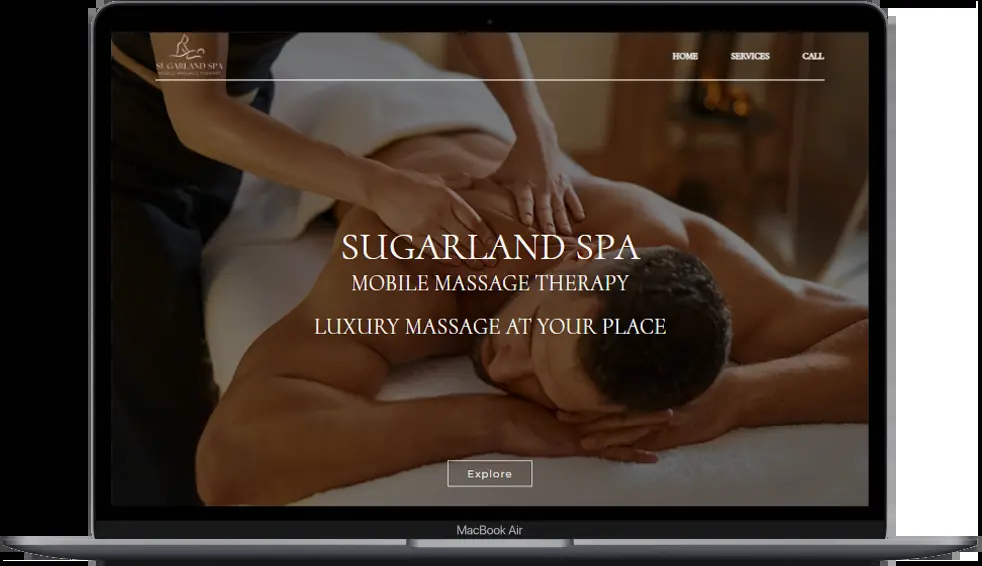 SUGARLAND SPA
MOBILE MASSAGE THERAPY
HOME
SERVICES
CALL
SUGARLAND SPA
MOBILE MASSAGE THERAPY
LUXURY MASSAGE AT YOUR PLACE
Explore
MacBook Air